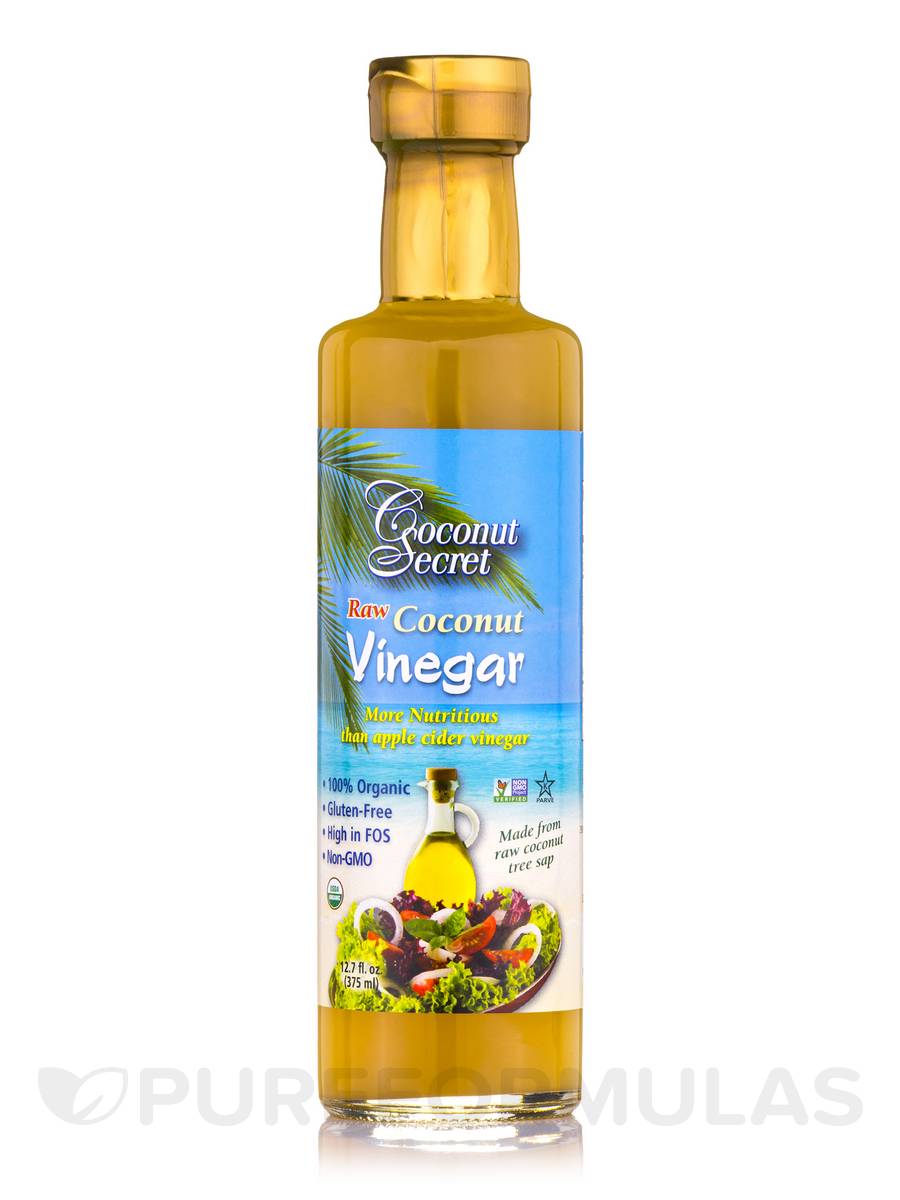 Coconut
Secret
Raw Coconut
Vinegar
More Nutritious
than apple cider vinegar
• 100% Organic
• Gluten-Free
• High in FOS
• Non-GMO
NON
GMO
Project
VERIFIED
K
PARVE
Made from
raw coconut
tree sap
USDA
ORGANIC
12.7 fl. oz.
(375 ml)
PUREFORMULAS